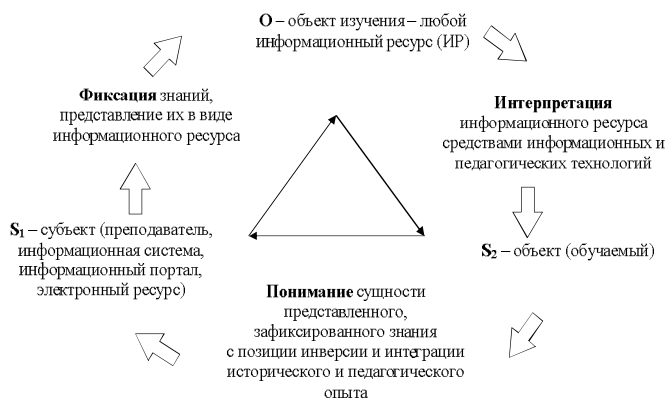 O – объект изучения – любой
информационный ресурс (ИР)
Фиксация знаний,
представление их в виде
информационного ресурса
Интерпретация
информационного ресурса
средствами информационных и
педагогических технологий
S1 – субъект (преподаватель,
информационная система,
информационный портал,
электронный ресурс)
S2 – объект (обучаемый)
Понимание сущности
представленного,
зафиксированного знания
с позиции инверсии и интеграции
исторического и педагогического
опыта